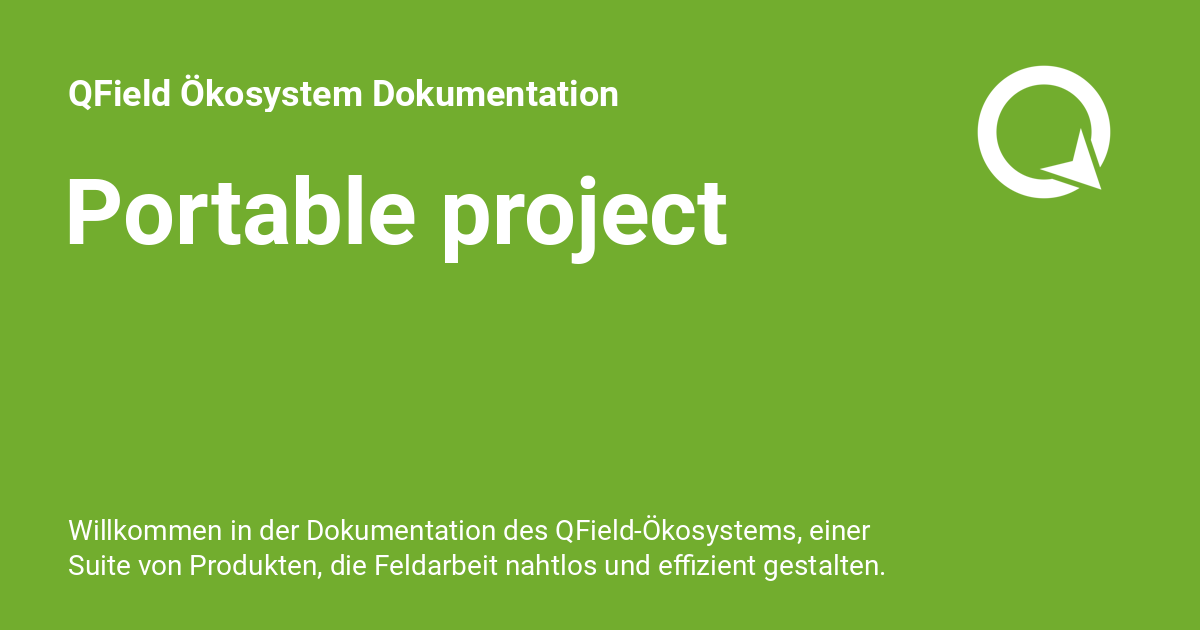 QField Ökosystem Dokumentation
Portable project
Willkommen in der Dokumentation des QField-Ökosystems, einer
Suite von Produkten, die Feldarbeit nahtlos und effizient gestalten.